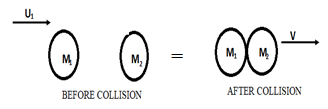 U1
V
M1 M2 = M1 M2
BEFORE COLLISION
AFTER COLLISION